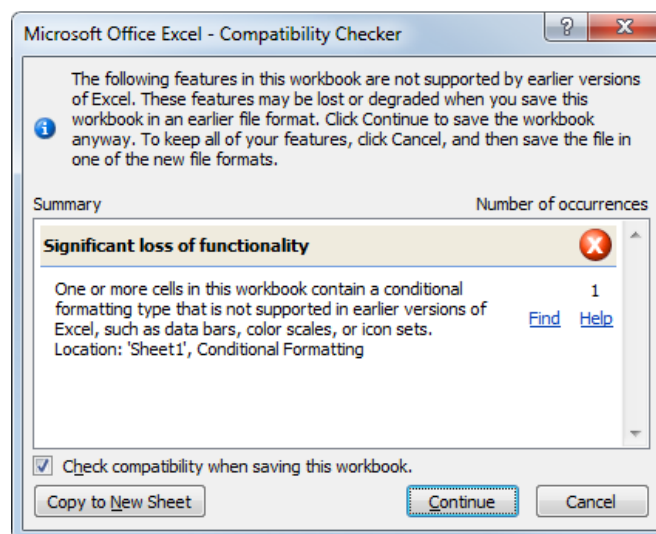 Microsoft Office Excel - Compatibility Checker
The following features in this workbook are not supported by earlier versions
of Excel. These features may be lost or degraded when you save this
workbook in an earlier file format. Click Continue to save the workbook
anyway. To keep all of your features, click Cancel, and then save the file in
one of the new file formats.
Summary Number of occurrences
Significant loss of functionality
One or more cells in this workbook contain a conditional 1
formatting type that is not supported in earlier versions of
Excel, such as data bars, color scales, or icon sets. Find Help
Location: 'Sheet1', Conditional Formatting
Check compatibility when saving this workbook.
Copy to New Sheet Continue Cancel